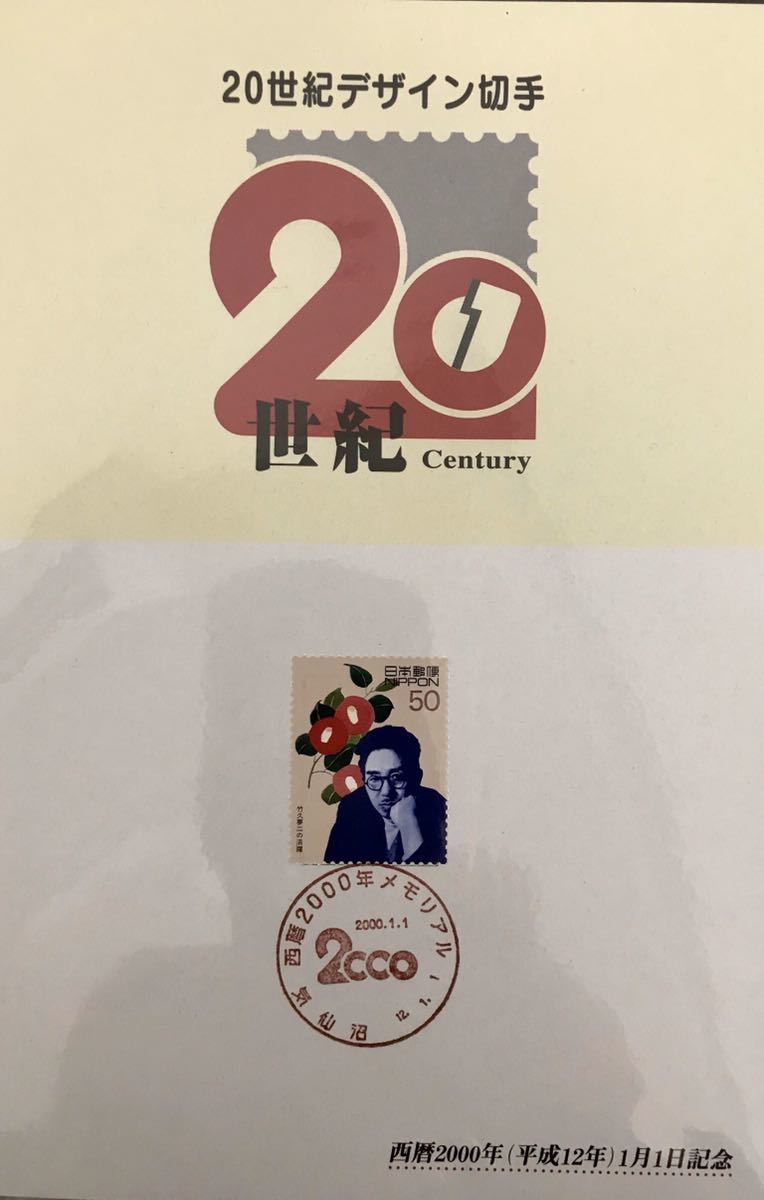 20世紀デザイン切手
20
世紀 Century
日本郵便
NIPPON
50
竹久夢二の活躍
西暦2000年メモリアル
2000.1.1
2000
12.1.1
気仙沼
西暦2000年(平成12年)1月1日記念